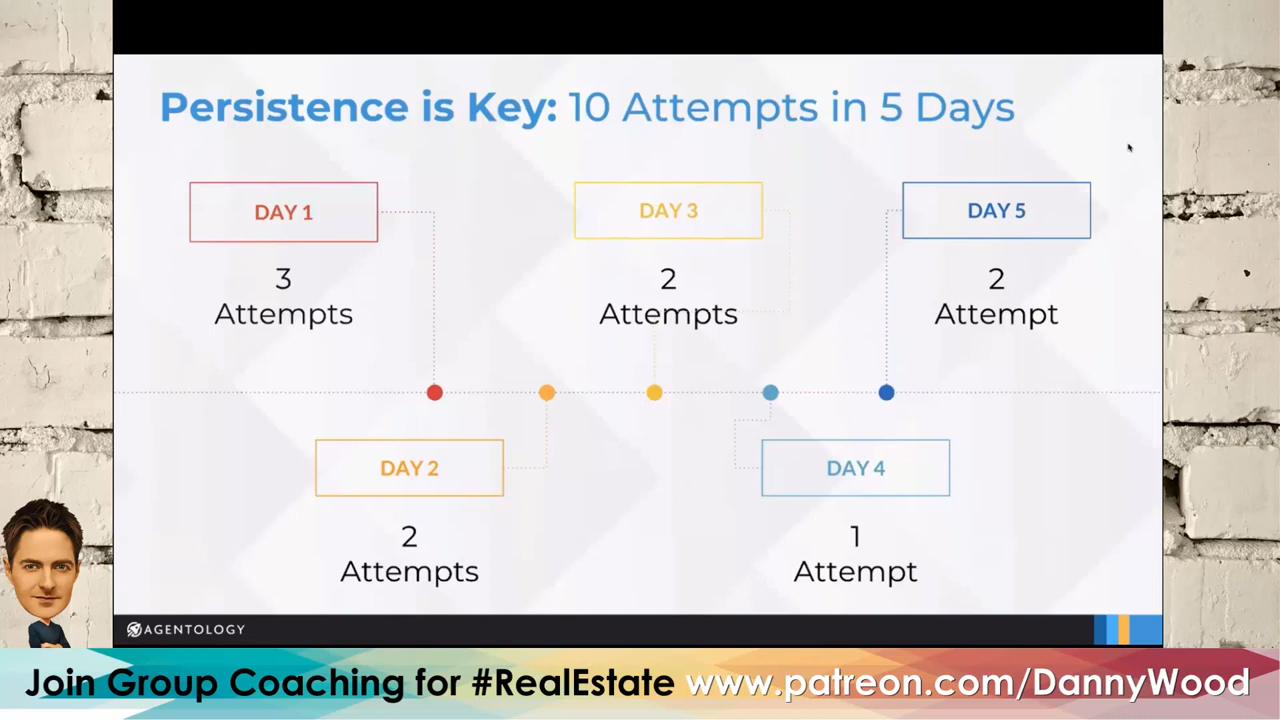 Persistence is Key: 10 Attempts in 5 Days
DAY 1
3
Attempts
DAY 3
2
Attempts
DAY 5
2
Attempt
DAY 2
2
Attempts
DAY 4
1
Attempt
AGENTOLOGY
Join Group Coaching for #RealEstate www.patreon.com/DannyWood